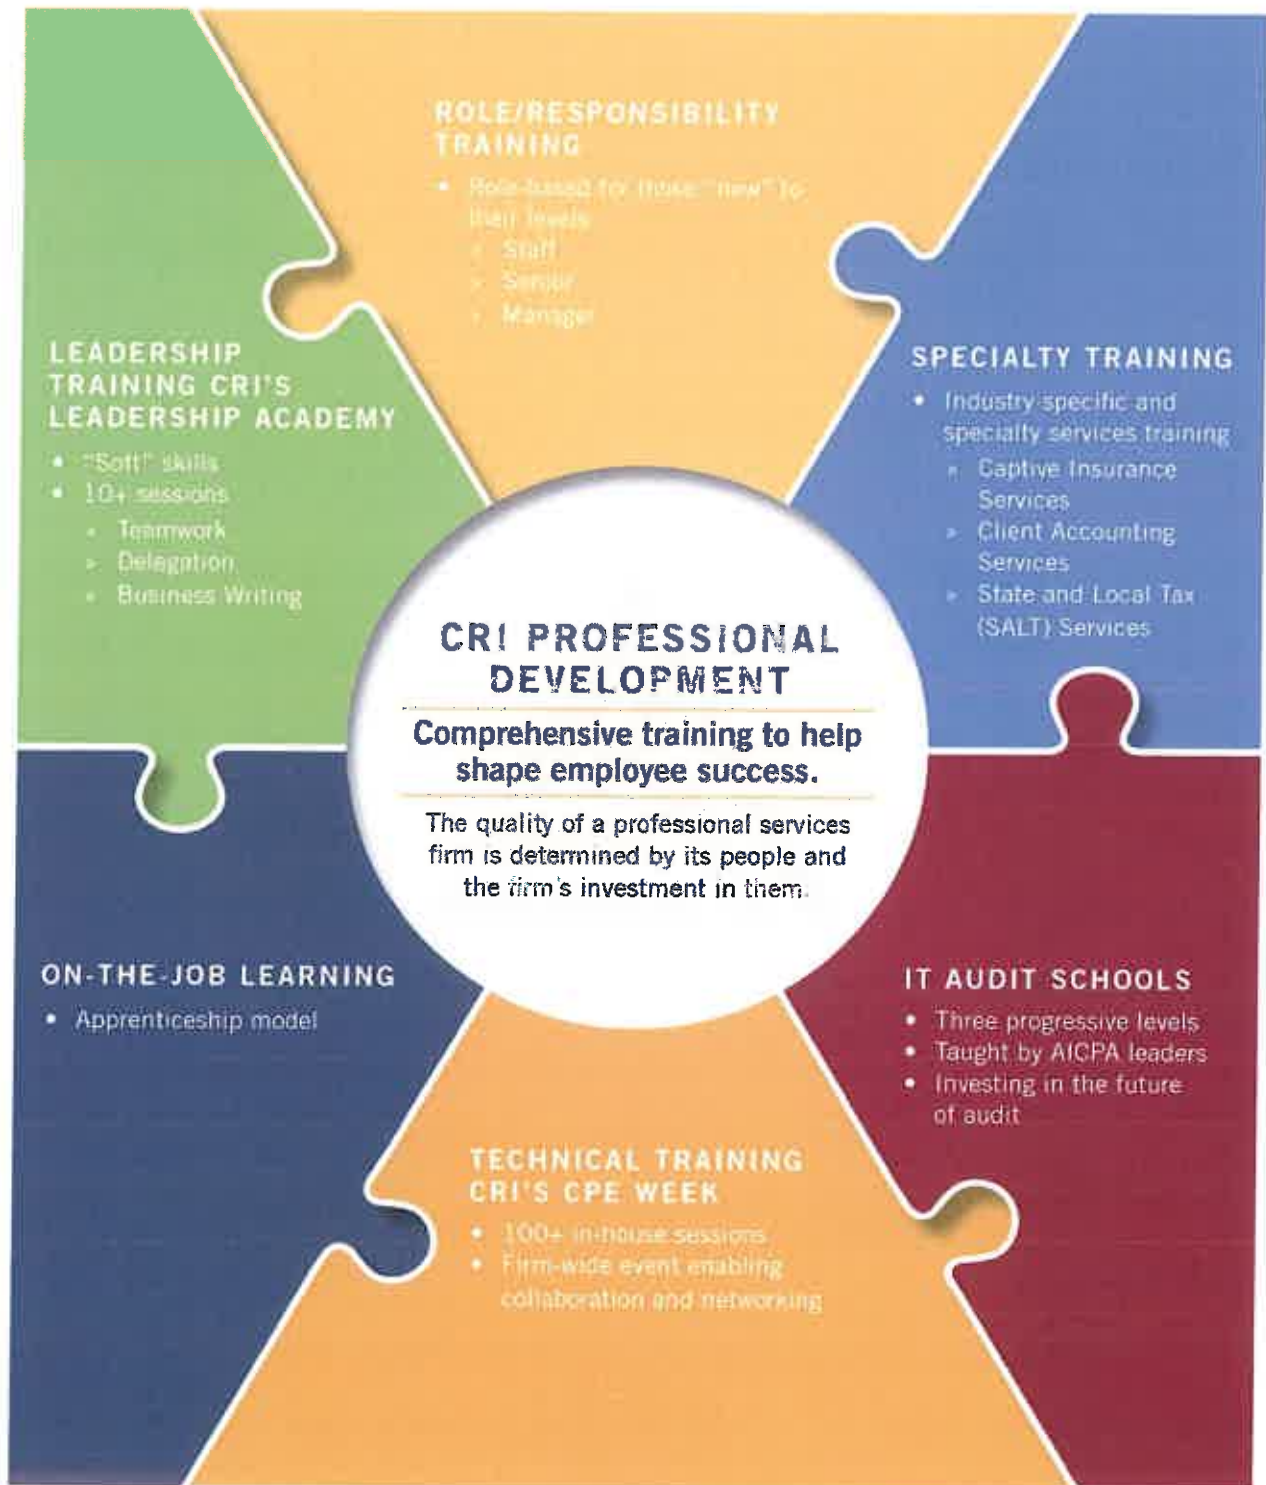 ROLE/RESPONSIBILITY
TRAINING
• Role-based for those "new" to
their levels
» Staff
» Senior
» Manager
LEADERSHIP
TRAINING CRI'S
LEADERSHIP ACADEMY
• "Soft" skills
• 10+ sessions
» Teamwork
» Delegation
» Business Writing
SPECIALTY TRAINING
• Industry-specific and
specialty services training
» Captive Insurance
Services
» Client Accounting
Services
» State and Local Tax
(SALT) Services
CRI PROFESSIONAL
DEVELOPMENT
Comprehensive training to help
shape employee success.
The quality of a professional services
firm is determined by its people and
the firm's investment in them.
ON-THE-JOB LEARNING
• Apprenticeship model
IT AUDIT SCHOOLS
• Three progressive levels
• Taught by AICPA leaders
• Investing in the future
of audit
TECHNICAL TRAINING
CRI'S CPE WEEK
• 100+ in-house sessions
• Firm-wide event enabling
collaboration and networking